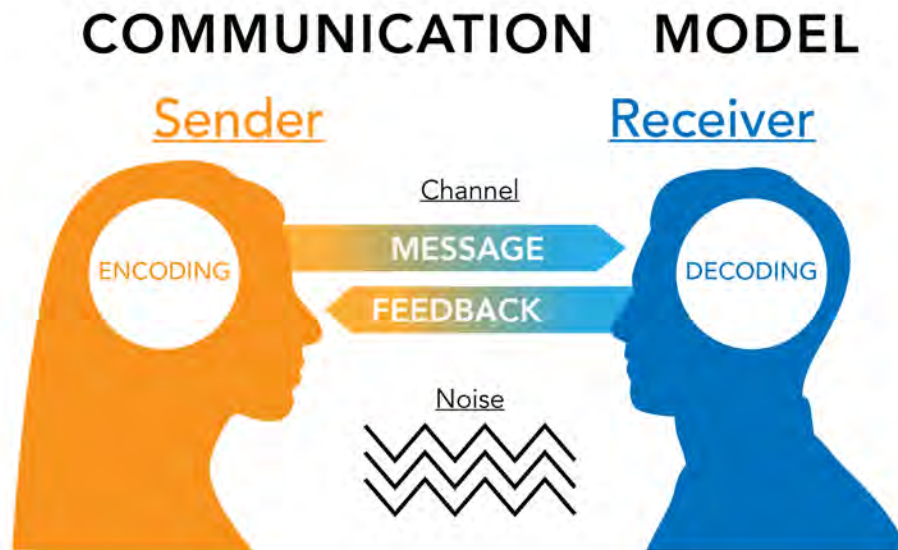 COMMUNICATION MODEL
Sender
Receiver
Channel
MESSAGE
ENCODING
DECODING
FEEDBACK
Noise